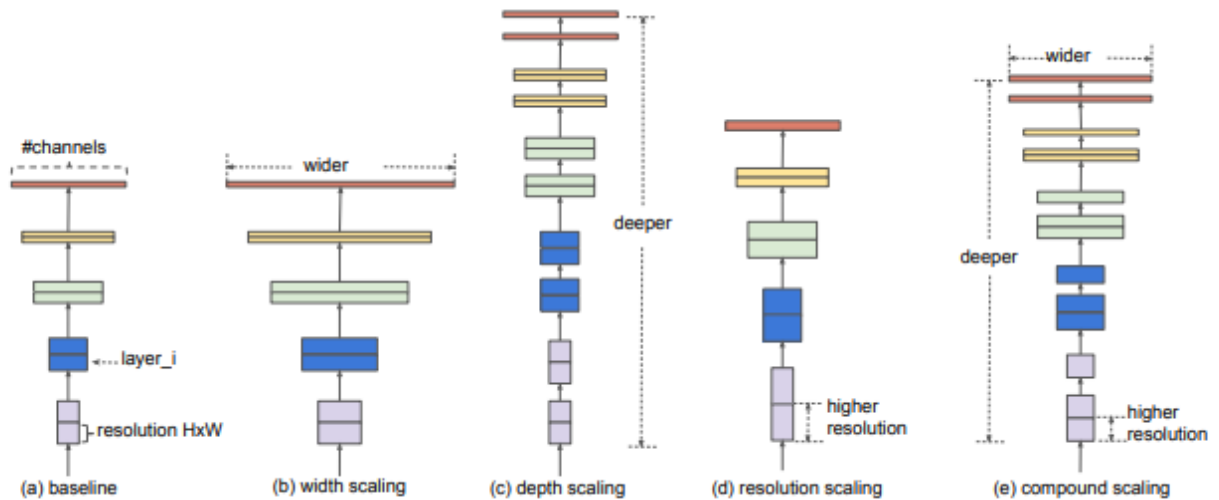 #channels
layer_i
resolution HxW
(a) baseline
wider
(b) width scaling
deeper
(c) depth scaling
higher
resolution
(d) resolution scaling
wider
deeper
higher
resolution
(e) compound scaling